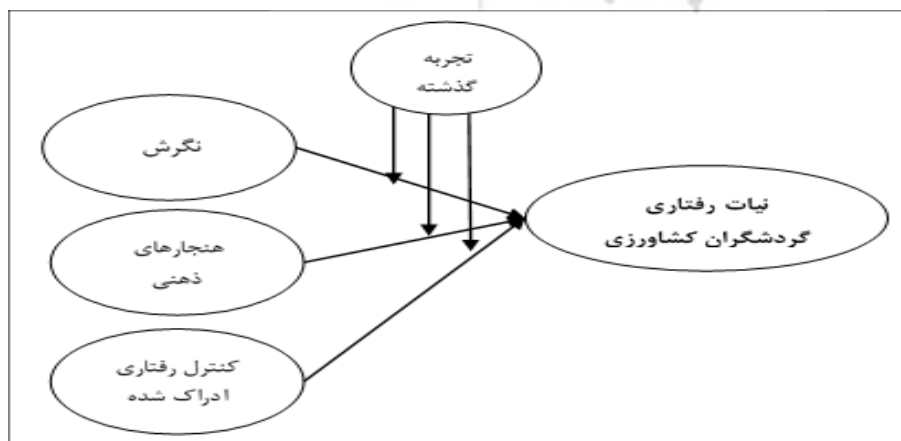 تجربه
گذشته
نگرش
نیات رفتاری
گردشگران کشاورزی
هنجارهای
ذهنی
کنترل رفتاری
ادراک شده